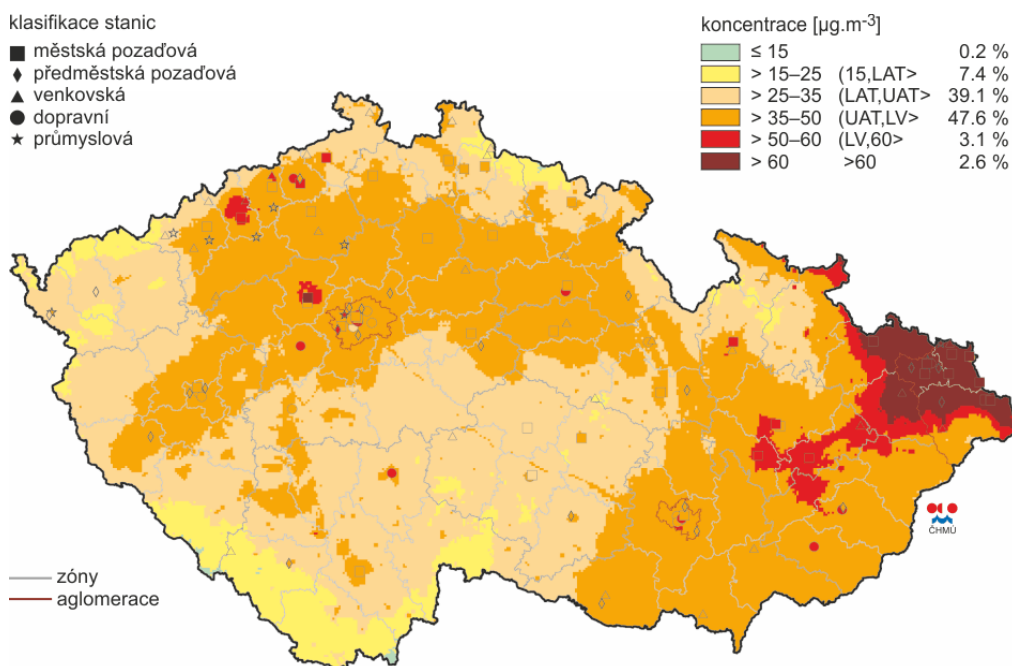 klasifikace stanic
městská pozaďová
předměstská pozaďová
venkovská
dopravní
průmyslová
koncentrace [µg.m⁻³]
≤ 15 0.2 %
> 15–25 (15,LAT> 7.4 %
> 25–35 (LAT,UAT> 39.1 %
> 35–50 (UAT,LV> 47.6 %
> 50–60 (LV,60> 3.1 %
> 60 >60 2.6 %
ČHMÚ
zóny
aglomerace